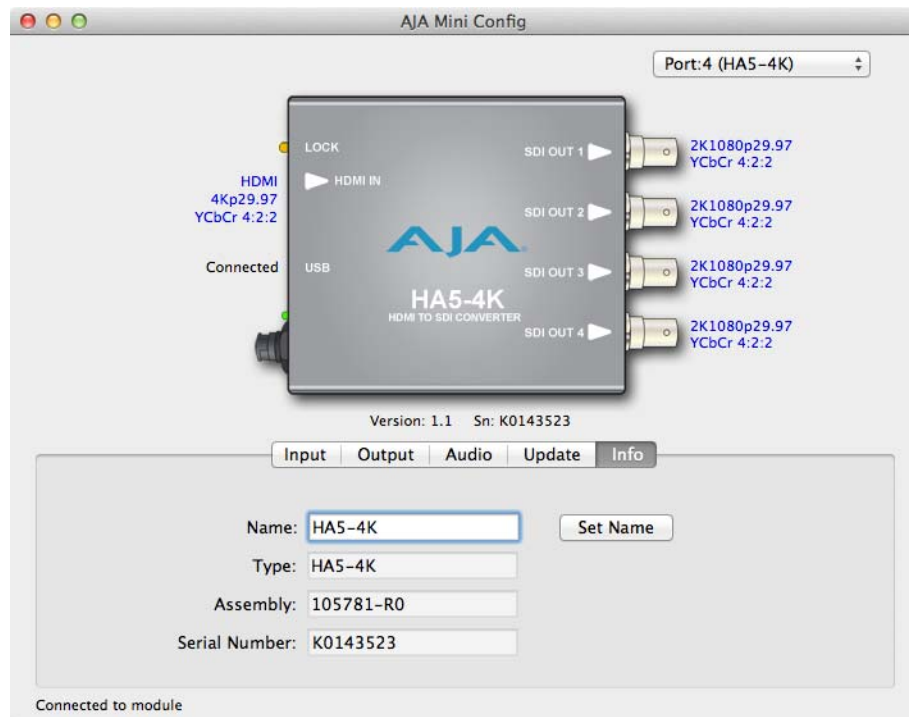 AJA Mini Config
Port:4 (HA5-4K)
LOCK
HDMI IN
HDMI
4Kp29.97
YCbCr 4:2:2
Connected
USB
AJA
HA5-4K
HDMI TO SDI CONVERTER
SDI OUT 1
2K1080p29.97
YCbCr 4:2:2
SDI OUT 2
2K1080p29.97
YCbCr 4:2:2
SDI OUT 3
2K1080p29.97
YCbCr 4:2:2
SDI OUT 4
2K1080p29.97
YCbCr 4:2:2
Version: 1.1 Sn: K0143523
Input Output Audio Update Info
Name: HA5-4K Set Name
Type: HA5-4K
Assembly: 105781-R0
Serial Number: K0143523
Connected to module